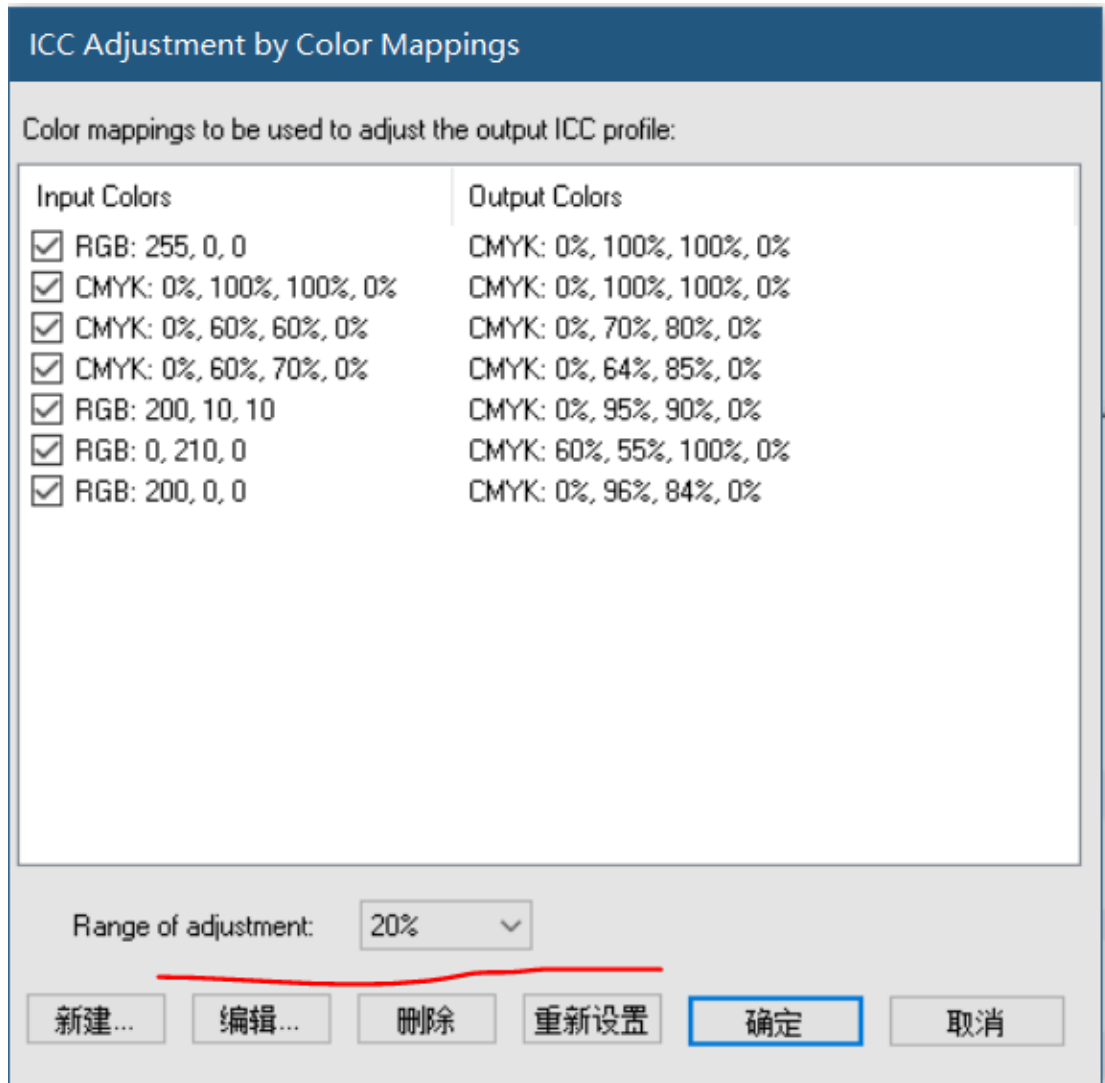 ICC Adjustment by Color Mappings
Color mappings to be used to adjust the output ICC profile:
Input Colors Output Colors
RGB: 255, 0, 0 CMYK: 0%, 100%, 100%, 0%
CMYK: 0%, 100%, 100%, 0% CMYK: 0%, 100%, 100%, 0%
CMYK: 0%, 60%, 60%, 0% CMYK: 0%, 70%, 80%, 0%
CMYK: 0%, 60%, 70%, 0% CMYK: 0%, 64%, 85%, 0%
RGB: 200, 10, 10 CMYK: 0%, 95%, 90%, 0%
RGB: 0, 210, 0 CMYK: 60%, 55%, 100%, 0%
RGB: 200, 0, 0 CMYK: 0%, 96%, 84%, 0%
Range of adjustment: 20%
新建... 编辑... 删除 重新设置 确定 取消